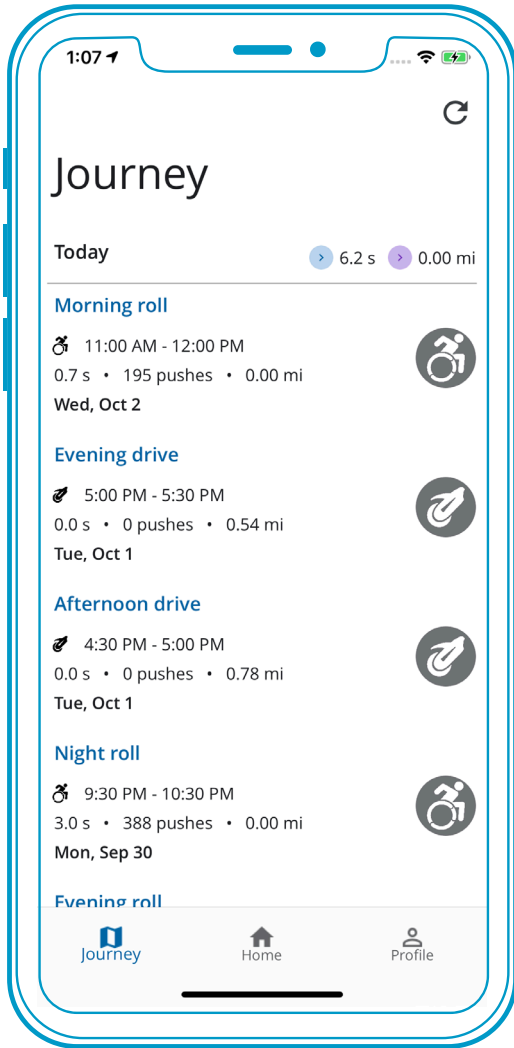 1:07
Journey
Today 6.2 s 0.00 mi
Morning roll
11:00 AM - 12:00 PM
0.7 s • 195 pushes • 0.00 mi
Wed, Oct 2
Evening drive
5:00 PM - 5:30 PM
0.0 s • 0 pushes • 0.54 mi
Tue, Oct 1
Afternoon drive
4:30 PM - 5:00 PM
0.0 s • 0 pushes • 0.78 mi
Tue, Oct 1
Night roll
9:30 PM - 10:30 PM
3.0 s • 388 pushes • 0.00 mi
Mon, Sep 30
Evening roll
Journey Home Profile